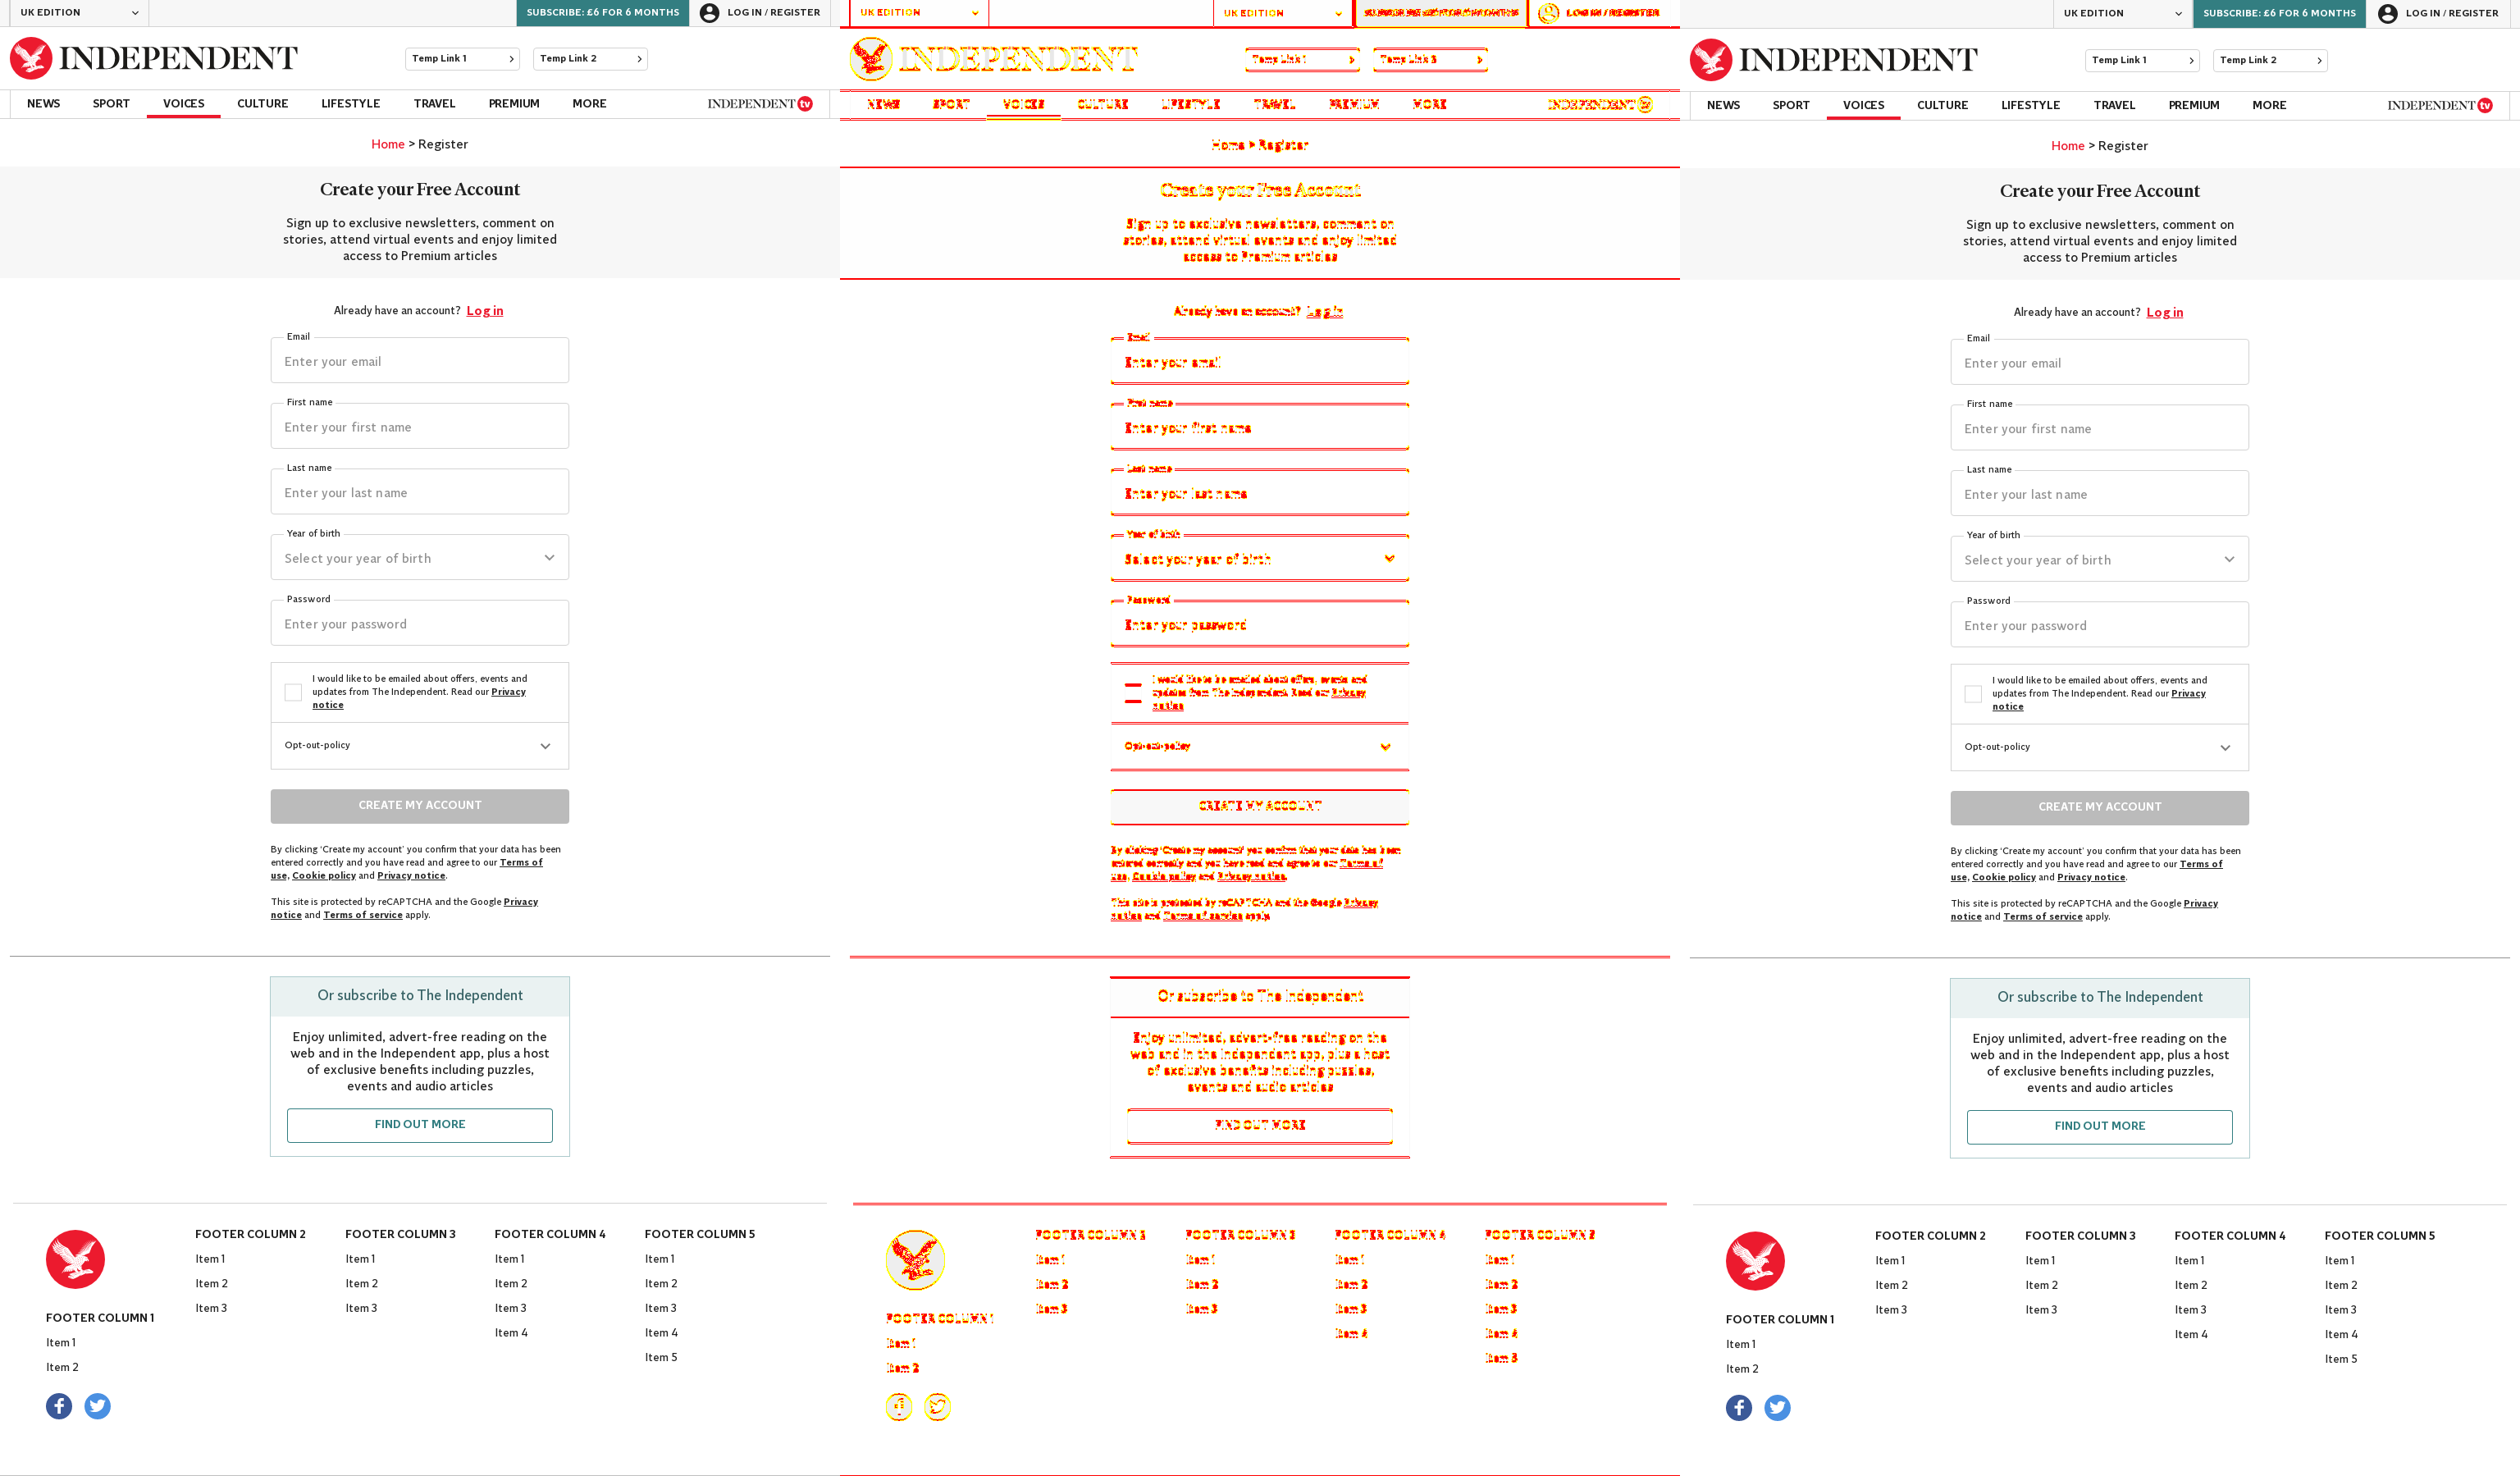 UK EDITION
SUBSCRIBE: £6 FOR 6 MONTHS
LOG IN / REGISTER
INDEPENDENT
Temp Link 1
Temp Link 2
NEWS SPORT VOICES CULTURE LIFESTYLE TRAVEL PREMIUM MORE INDEPENDENT tv
Home > Register
Create your Free Account
Sign up to exclusive newsletters, comment on
stories, attend virtual events and enjoy limited
access to Premium articles
Already have an account? Log in
Email
Enter your email
First name
Enter your first name
Last name
Enter your last name
Year of birth
Select your year of birth
Password
Enter your password
I would like to be emailed about offers, events and
updates from The Independent. Read our Privacy
notice
Opt-out-policy
CREATE MY ACCOUNT
By clicking ‘Create my account’ you confirm that your data has been
entered correctly and you have read and agree to our Terms of
use, Cookie policy and Privacy notice.
This site is protected by reCAPTCHA and the Google Privacy
notice and Terms of service apply.
Or subscribe to The Independent
Enjoy unlimited, advert-free reading on the
web and in the Independent app, plus a host
of exclusive benefits including puzzles,
events and audio articles
FIND OUT MORE
FOOTER COLUMN 1
Item 1
Item 2
FOOTER COLUMN 2
Item 1
Item 2
Item 3
FOOTER COLUMN 3
Item 1
Item 2
Item 3
FOOTER COLUMN 4
Item 1
Item 2
Item 3
Item 4
FOOTER COLUMN 5
Item 1
Item 2
Item 3
Item 4
Item 5
UK EDITION
UK EDITION
LOG IN / REGISTER
INDEPENDENT
Temp Link 1
NEWS SPORT VOICES CULTURE LIFESTYLE TRAVEL PREMIUM MORE INDEPENDENT
Home > Register
Create your Free Account
Sign up to exclusive newsletters, comment on
stories, attend virtual events and enjoy limited
access to Premium articles
Already have an account? Log in
Email
Enter your email
First name
Enter your first name
Last name
Enter your last name
Year of birth
Select your year of birth
Password
Enter your password
I would like to be emailed about offers, events and
updates from The Independent. Read our Privacy
notice
Opt-out-policy
CREATE MY ACCOUNT
By clicking ‘Create my account’ you confirm that your data has been
entered correctly and you have read and agree to our Terms of
use, Cookie policy and Privacy notice.
This site is protected by reCAPTCHA and the Google Privacy
notice and Terms of service apply.
Or subscribe to The Independent
Enjoy unlimited, advert-free reading on the
web and in the Independent app, plus a host
of exclusive benefits including puzzles,
events and audio articles
FIND OUT MORE
FOOTER COLUMN 1
Item 1
Item 2
FOOTER COLUMN
Item 1
Item 2
Item 3
FOOTER COLUMN
Item 1
Item 2
Item 3
FOOTER COLUMN 4
Item 1
Item 2
Item 3
Item 4
FOOTER COLUMN
Item 1
Item 2
Item 3
Item 4
Item
UK EDITION
SUBSCRIBE: £6 FOR 6 MONTHS
LOG IN / REGISTER
INDEPENDENT
Temp Link 1
Temp Link 2
NEWS SPORT VOICES CULTURE LIFESTYLE TRAVEL PREMIUM MORE INDEPENDENT tv
Home > Register
Create your Free Account
Sign up to exclusive newsletters, comment on
stories, attend virtual events and enjoy limited
access to Premium articles
Already have an account? Log in
Email
Enter your email
First name
Enter your first name
Last name
Enter your last name
Year of birth
Select your year of birth
Password
Enter your password
I would like to be emailed about offers, events and
updates from The Independent. Read our Privacy
notice
Opt-out-policy
CREATE MY ACCOUNT
By clicking ‘Create my account’ you confirm that your data has been
entered correctly and you have read and agree to our Terms of
use, Cookie policy and Privacy notice.
This site is protected by reCAPTCHA and the Google Privacy
notice and Terms of service apply.
Or subscribe to The Independent
Enjoy unlimited, advert-free reading on the
web and in the Independent app, plus a host
of exclusive benefits including puzzles,
events and audio articles
FIND OUT MORE
FOOTER COLUMN 1
Item 1
Item 2
FOOTER COLUMN 2
Item 1
Item 2
Item 3
FOOTER COLUMN 3
Item 1
Item 2
Item 3
FOOTER COLUMN 4
Item 1
Item 2
Item 3
Item 4
FOOTER COLUMN 5
Item 1
Item 2
Item 3
Item 4
Item 5